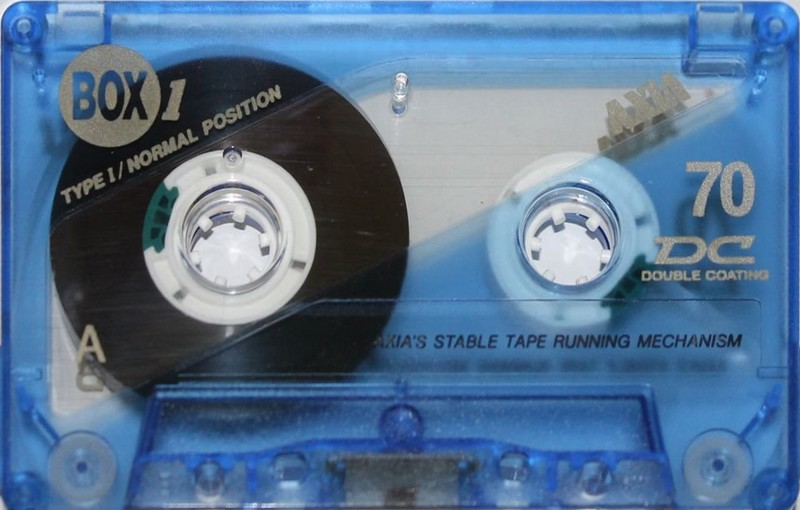 BOX 1
TYPE I/NORMAL POSITION
AXIA
70
DC
DOUBLE COATING
AXIA'S STABLE TAPE RUNNING MECHANISM
A